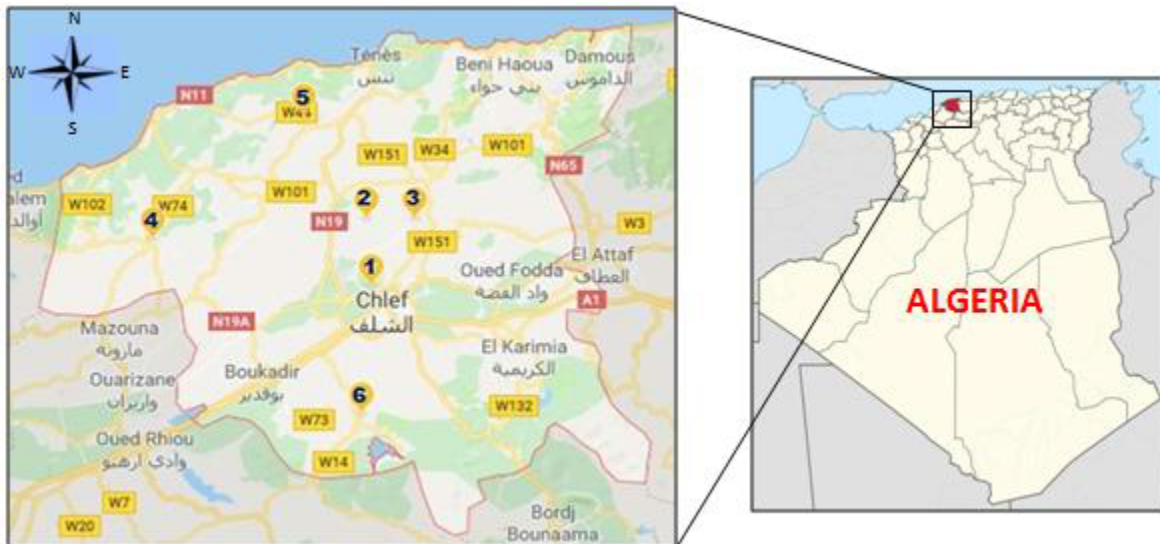 N
W
E
S
N11
5
W44
Ténès
تنس
Beni Haoua
بني حواء
Damous
الداموس
W151
W34
W101
N65
W101
W102
W74
4
2
3
N19
W151
W3
1
Chlef
الشلف
Oued Fodda
واد الفضة
El Attaf
العطاف
A1
N19A
Mazouna
مازونة
Ouarizane
واريزان
Boukadir
بوقدير
El Karimia
الكريمية
6
W132
W73
Oued Rhiou
وادي ارهيو
W14
W7
W20
Bordj
Bounaama
ALGERIA